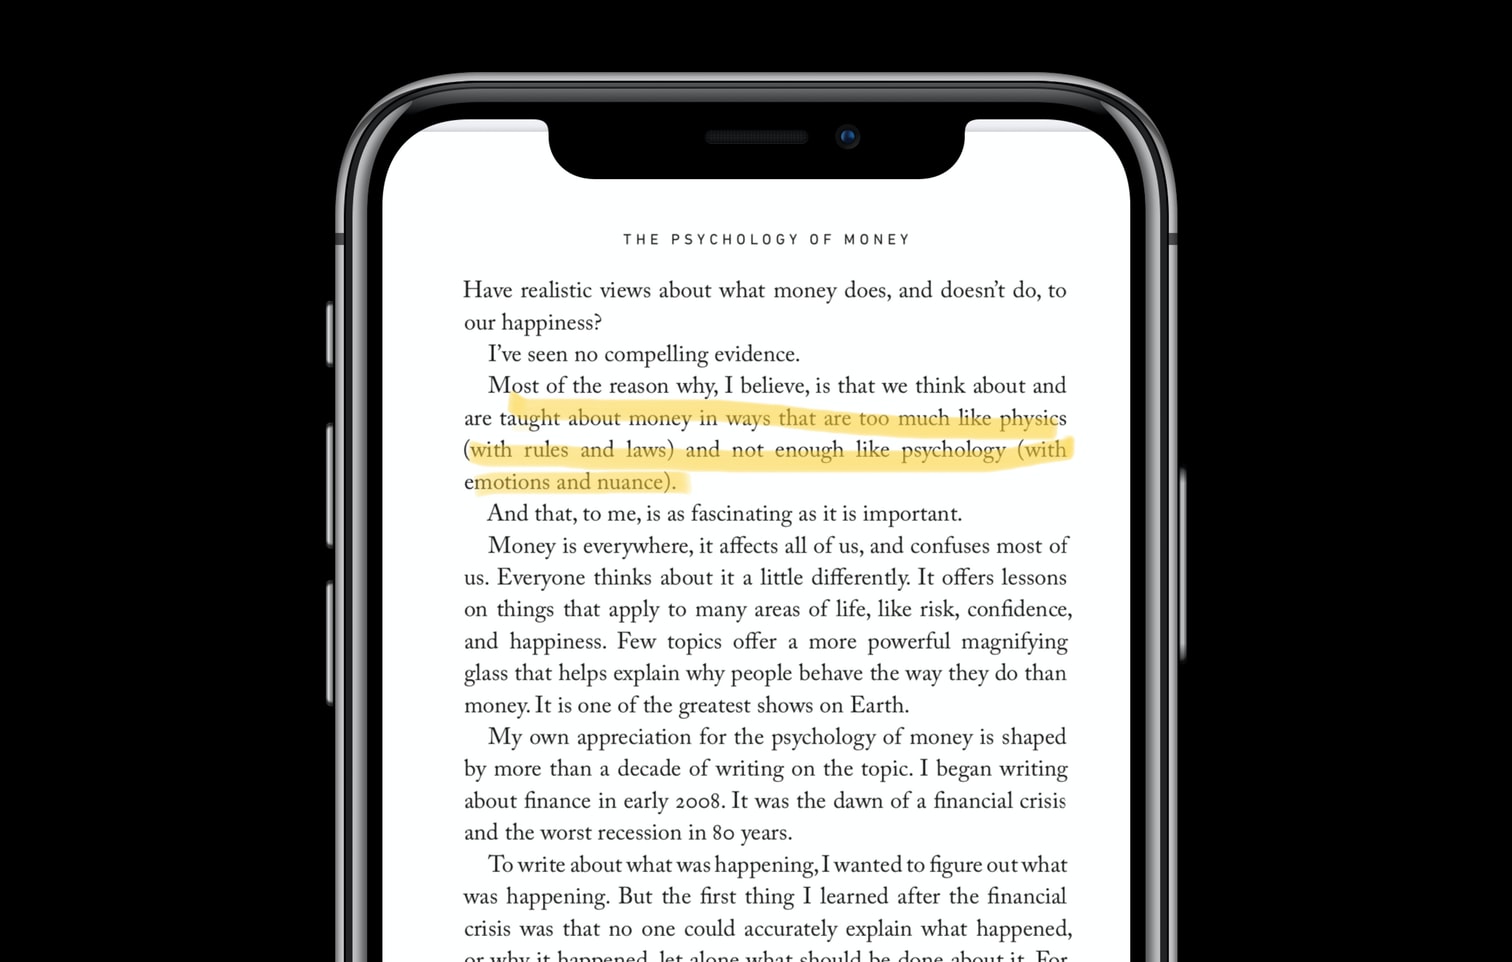 THE PSYCHOLOGY OF MONEY
Have realistic views about what money does, and doesn’t do, to
our happiness?
I’ve seen no compelling evidence.
Most of the reason why, I believe, is that we think about and
are taught about money in ways that are too much like physics
(with rules and laws) and not enough like psychology (with
emotions and nuance).
And that, to me, is as fascinating as it is important.
Money is everywhere, it affects all of us, and confuses most of
us. Everyone thinks about it a little differently. It offers lessons
on things that apply to many areas of life, like risk, confidence,
and happiness. Few topics offer a more powerful magnifying
glass that helps explain why people behave the way they do than
money. It is one of the greatest shows on Earth.
My own appreciation for the psychology of money is shaped
by more than a decade of writing on the topic. I began writing
about finance in early 2008. It was the dawn of a financial crisis
and the worst recession in 80 years.
To write about what was happening, I wanted to figure out what
was happening. But the first thing I learned after the financial
crisis was that no one could accurately explain what happened,
or why it happened, let alone what should be done about it. For